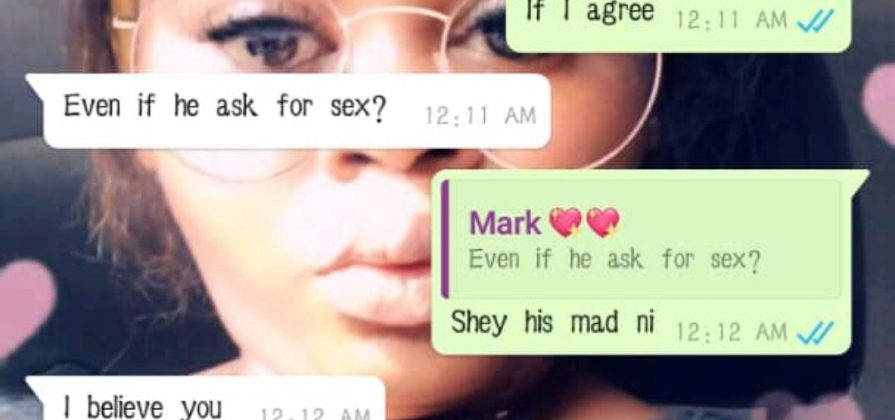 If I agree 12:11 AM
Even if he ask for sex? 12:11 AM
Mark💖💖
Even if he ask for sex?
Shey his mad ni 12:12 AM
I believe you 12:12 AM